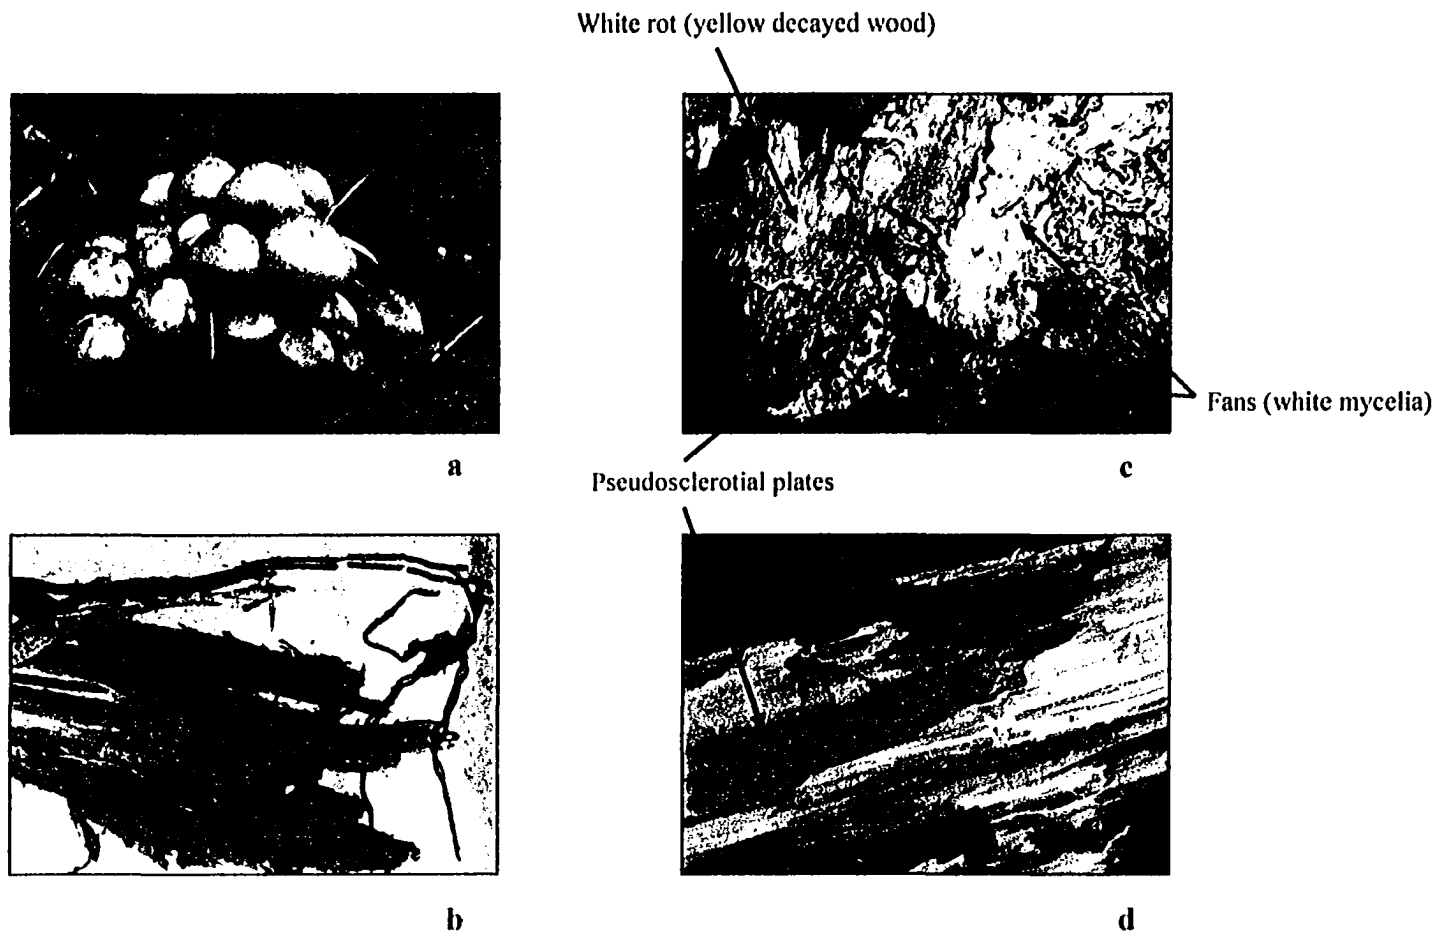 White rot (yellow decayed wood)
Fans (white mycelia)
a
c
Pseudosclerotial plates
b
d